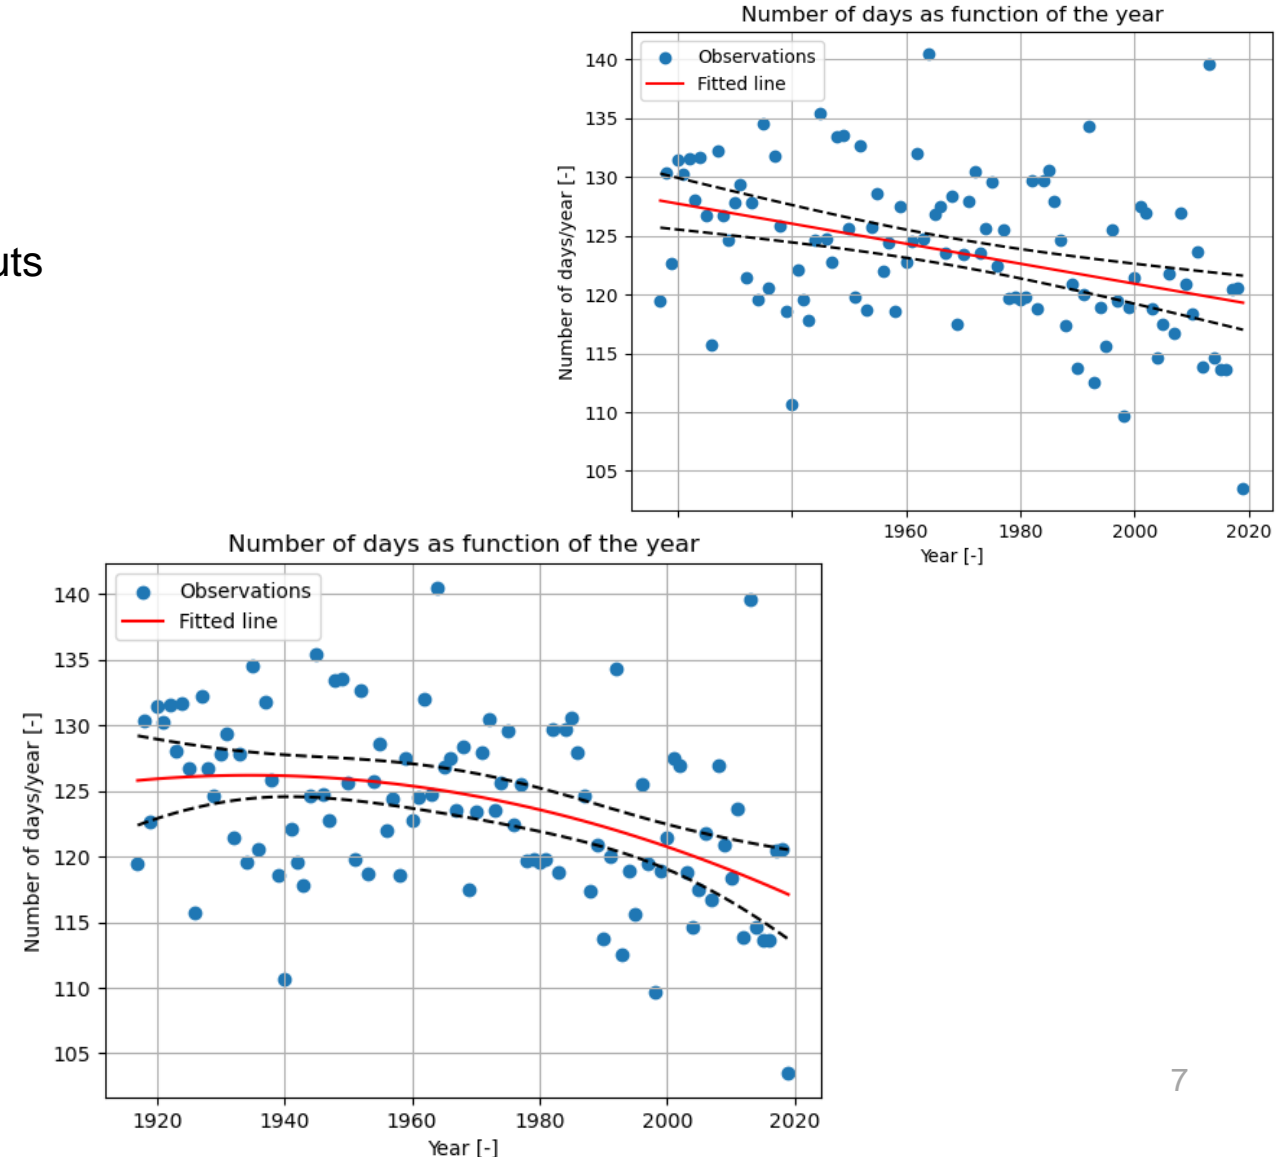 Number of days as function of the year
Observations
Fitted line
140
135
130
125
120
115
110
105
Number of days/year [-]
1960 1980 2000 2020
Year [-]
uts
Number of days as function of the year
Observations
Fitted line
140
135
130
125
120
115
110
105
Number of days/year [-]
1920 1940 1960 1980 2000 2020
Year [-]
7